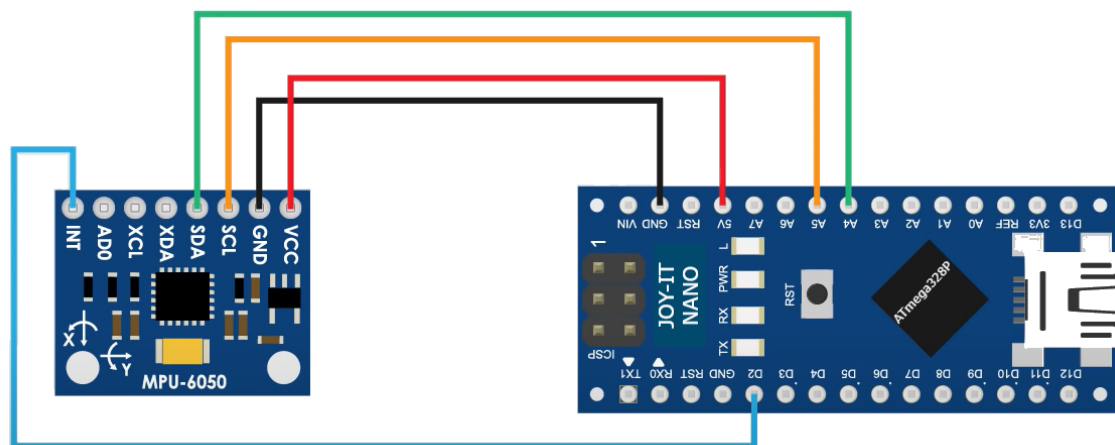 INT
AD0
XCL
XDA
SDA
SCL
GND
VCC
X
Y
MPU-6050
VIN
GND
RST
5V
A7
A6
A5
A4
A3
A2
A1
A0
REF
3V3
D13
1
ICSP
JOY-IT
NANO
L
PWR
RX
TX
RST
ATmega328P
TX1
RX0
RST
GND
D2
D3
D4
D5
D6
D7
D8
D9
D10
D11
D12